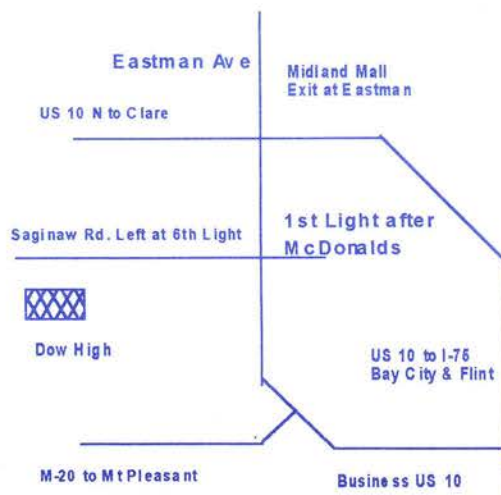 Eastman Ave
Midland Mall
Exit at Eastman
US 10 N to Clare
1st Light after
McDonalds
Saginaw Rd. Left at 6th Light
Dow High
US 10 to I-75
Bay City & Flint
M-20 to Mt Pleasant
Business US 10